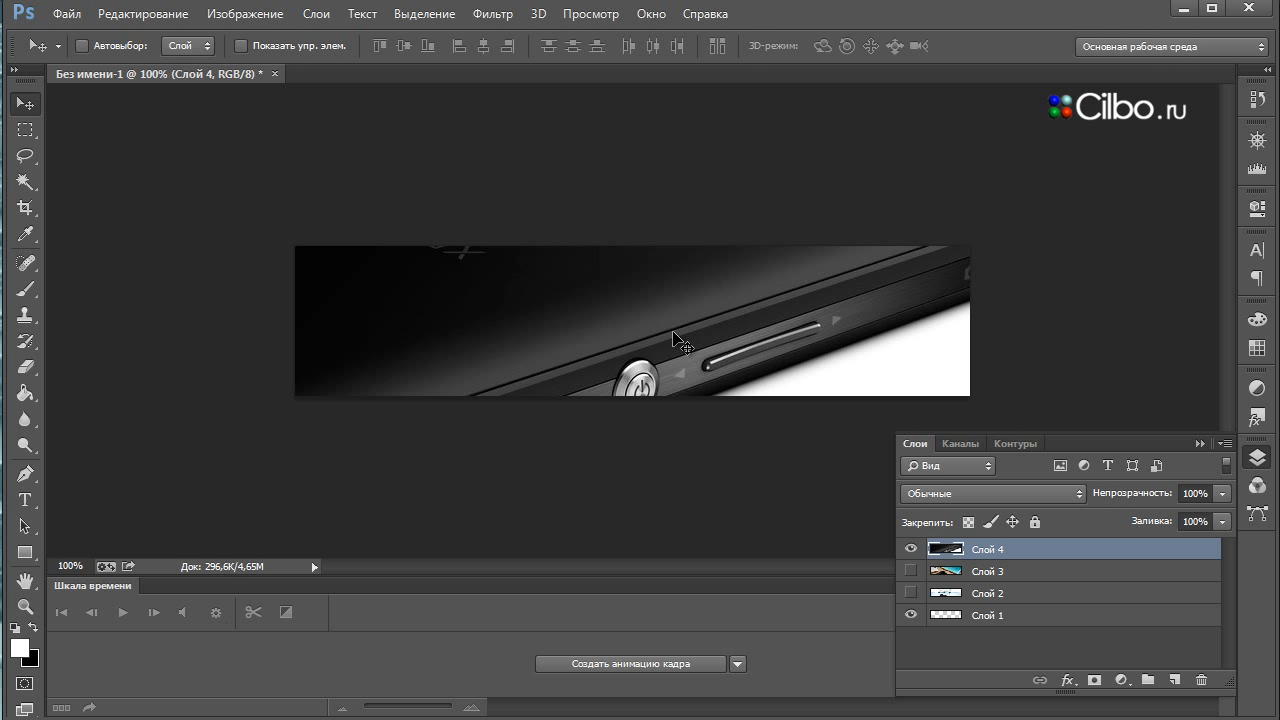 Ps Файл Редактирование Изображение Слои Текст Выделение Фильтр 3D Просмотр Окно Справка
Автовыбор: Слой Показать упр. элем. 3D-режим: Основная рабочая среда
Без имени-1 @ 100% (Слой 4, RGB/8) * ×
Cilbo.ru
Слои Каналы Контуры
Вид
Обычные Непрозрачность: 100%
Закрепить: Заливка: 100%
Слой 4
Слой 3
Слой 2
Слой 1
100% Док: 296,6K/4,65M
Шкала времени
Создать анимацию кадра